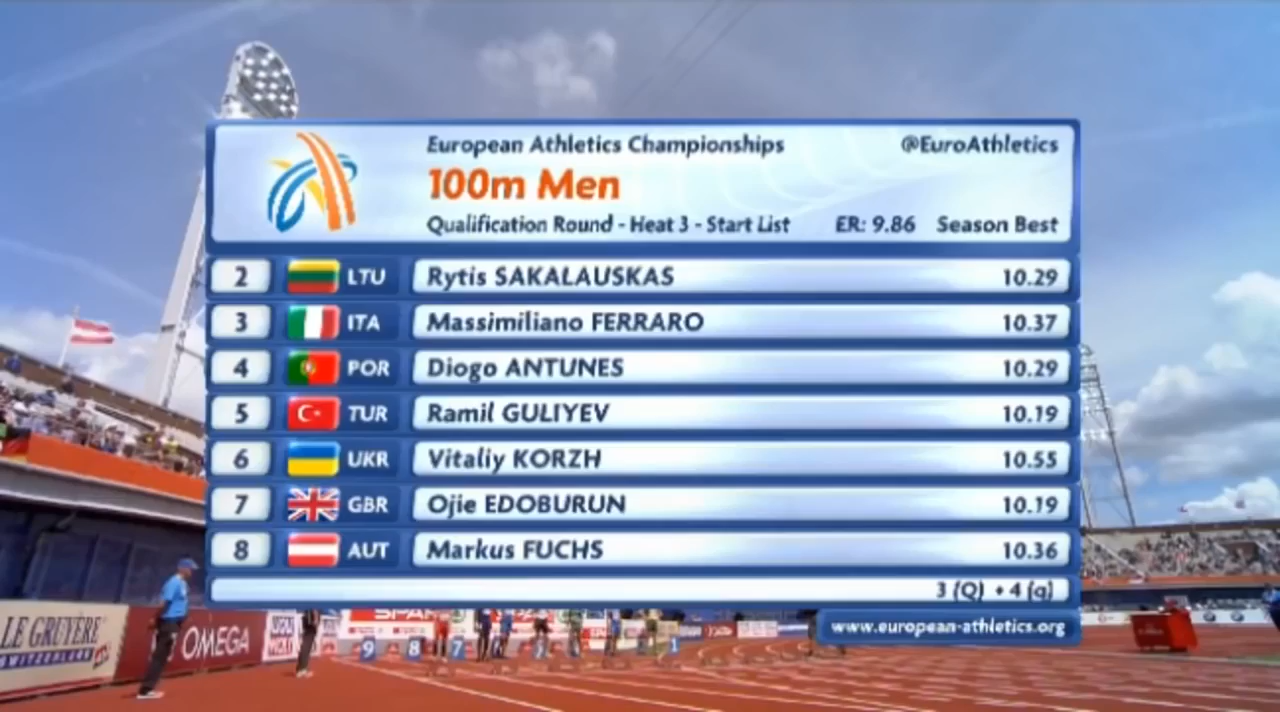 European Athletics Championships @EuroAthletics
100m Men
Qualification Round - Heat 3 - Start List ER: 9.86 Season Best
2 LTU Rytis SAKALAUSKAS 10.29
3 ITA Massimiliano FERRARO 10.37
4 POR Diogo ANTUNES 10.29
5 TUR Ramil GULIYEV 10.19
6 UKR Vitaliy KORZH 10.55
7 GBR Ojie EDOBURUN 10.19
8 AUT Markus FUCHS 10.36
3 (Q) + 4 (q)
www.european-athletics.org
LE GRUYÈRE
SWITZERLAND
OMEGA
SPAR
9 8 7 1